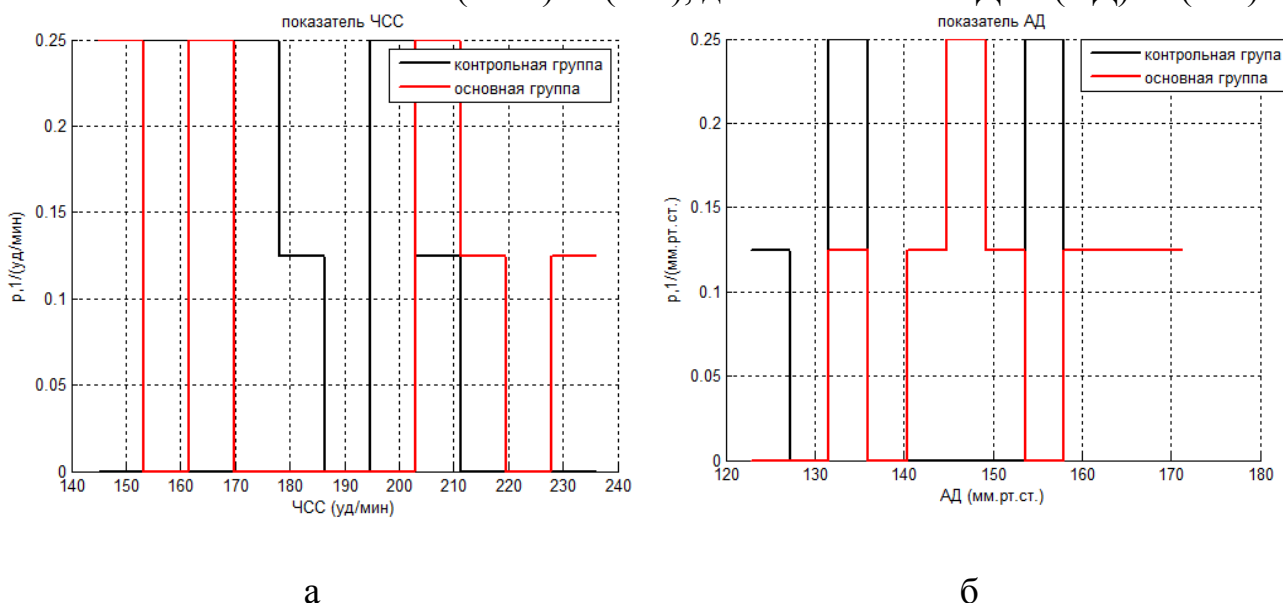 показатель ЧСС
контрольная группа
основная группа
0.25
0.2
0.15
0.1
0.05
0
p,1/(уд/мин)
140 150 160 170 180 190 200 210 220 230 240
ЧСС (уд/мин)
а
показатель АД
контрольная група
основная группа
0.25
0.2
0.15
0.1
0.05
0
p,1/(мм.рт.ст.)
120 130 140 150 160 170 180
АД (мм.рт.ст.)
б